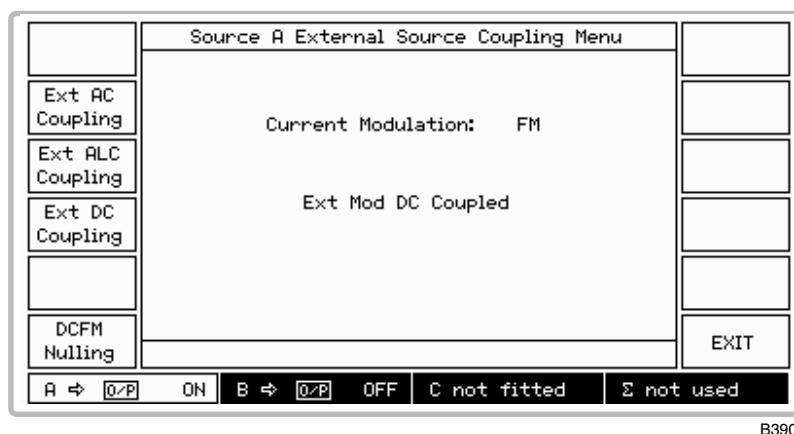 Source A External Source Coupling Menu
Ext AC
Coupling
Ext ALC
Coupling
Ext DC
Coupling
DCFM
Nulling
Current Modulation: FM
Ext Mod DC Coupled
EXIT
A ⇨ O/P ON B ⇨ O/P OFF C not fitted Σ not used
B390